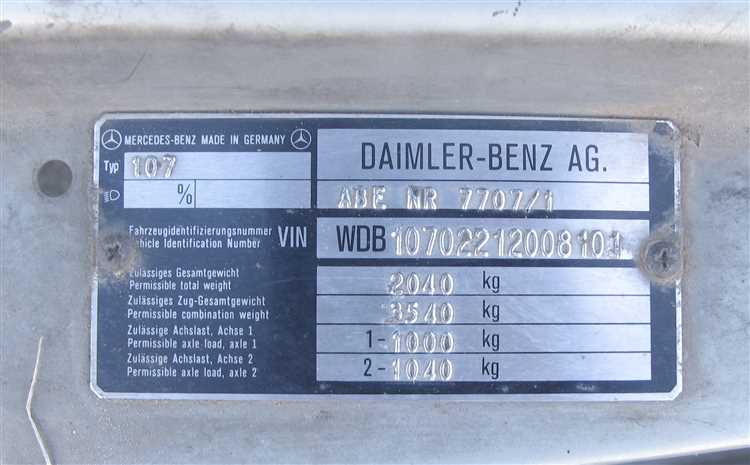 MERCEDES-BENZ MADE IN GERMANY
DAIMLER-BENZ AG.
Typ 107
%
ABE NR 7707/1
Fahrzeugidentifizierungsnummer
Vehicle Identification Number
VIN WDB 10702212008101
Zulässiges Gesamtgewicht
Permissible total weight
2040 kg
Zulässiges Zug-Gesamtgewicht
Permissible combination weight
3540 kg
Zulässige Achslast, Achse 1
Permissible axle load, axle 1
1- 1000 kg
Zulässige Achslast, Achse 2
Permissible axle load, axle 2
2- 1040 kg